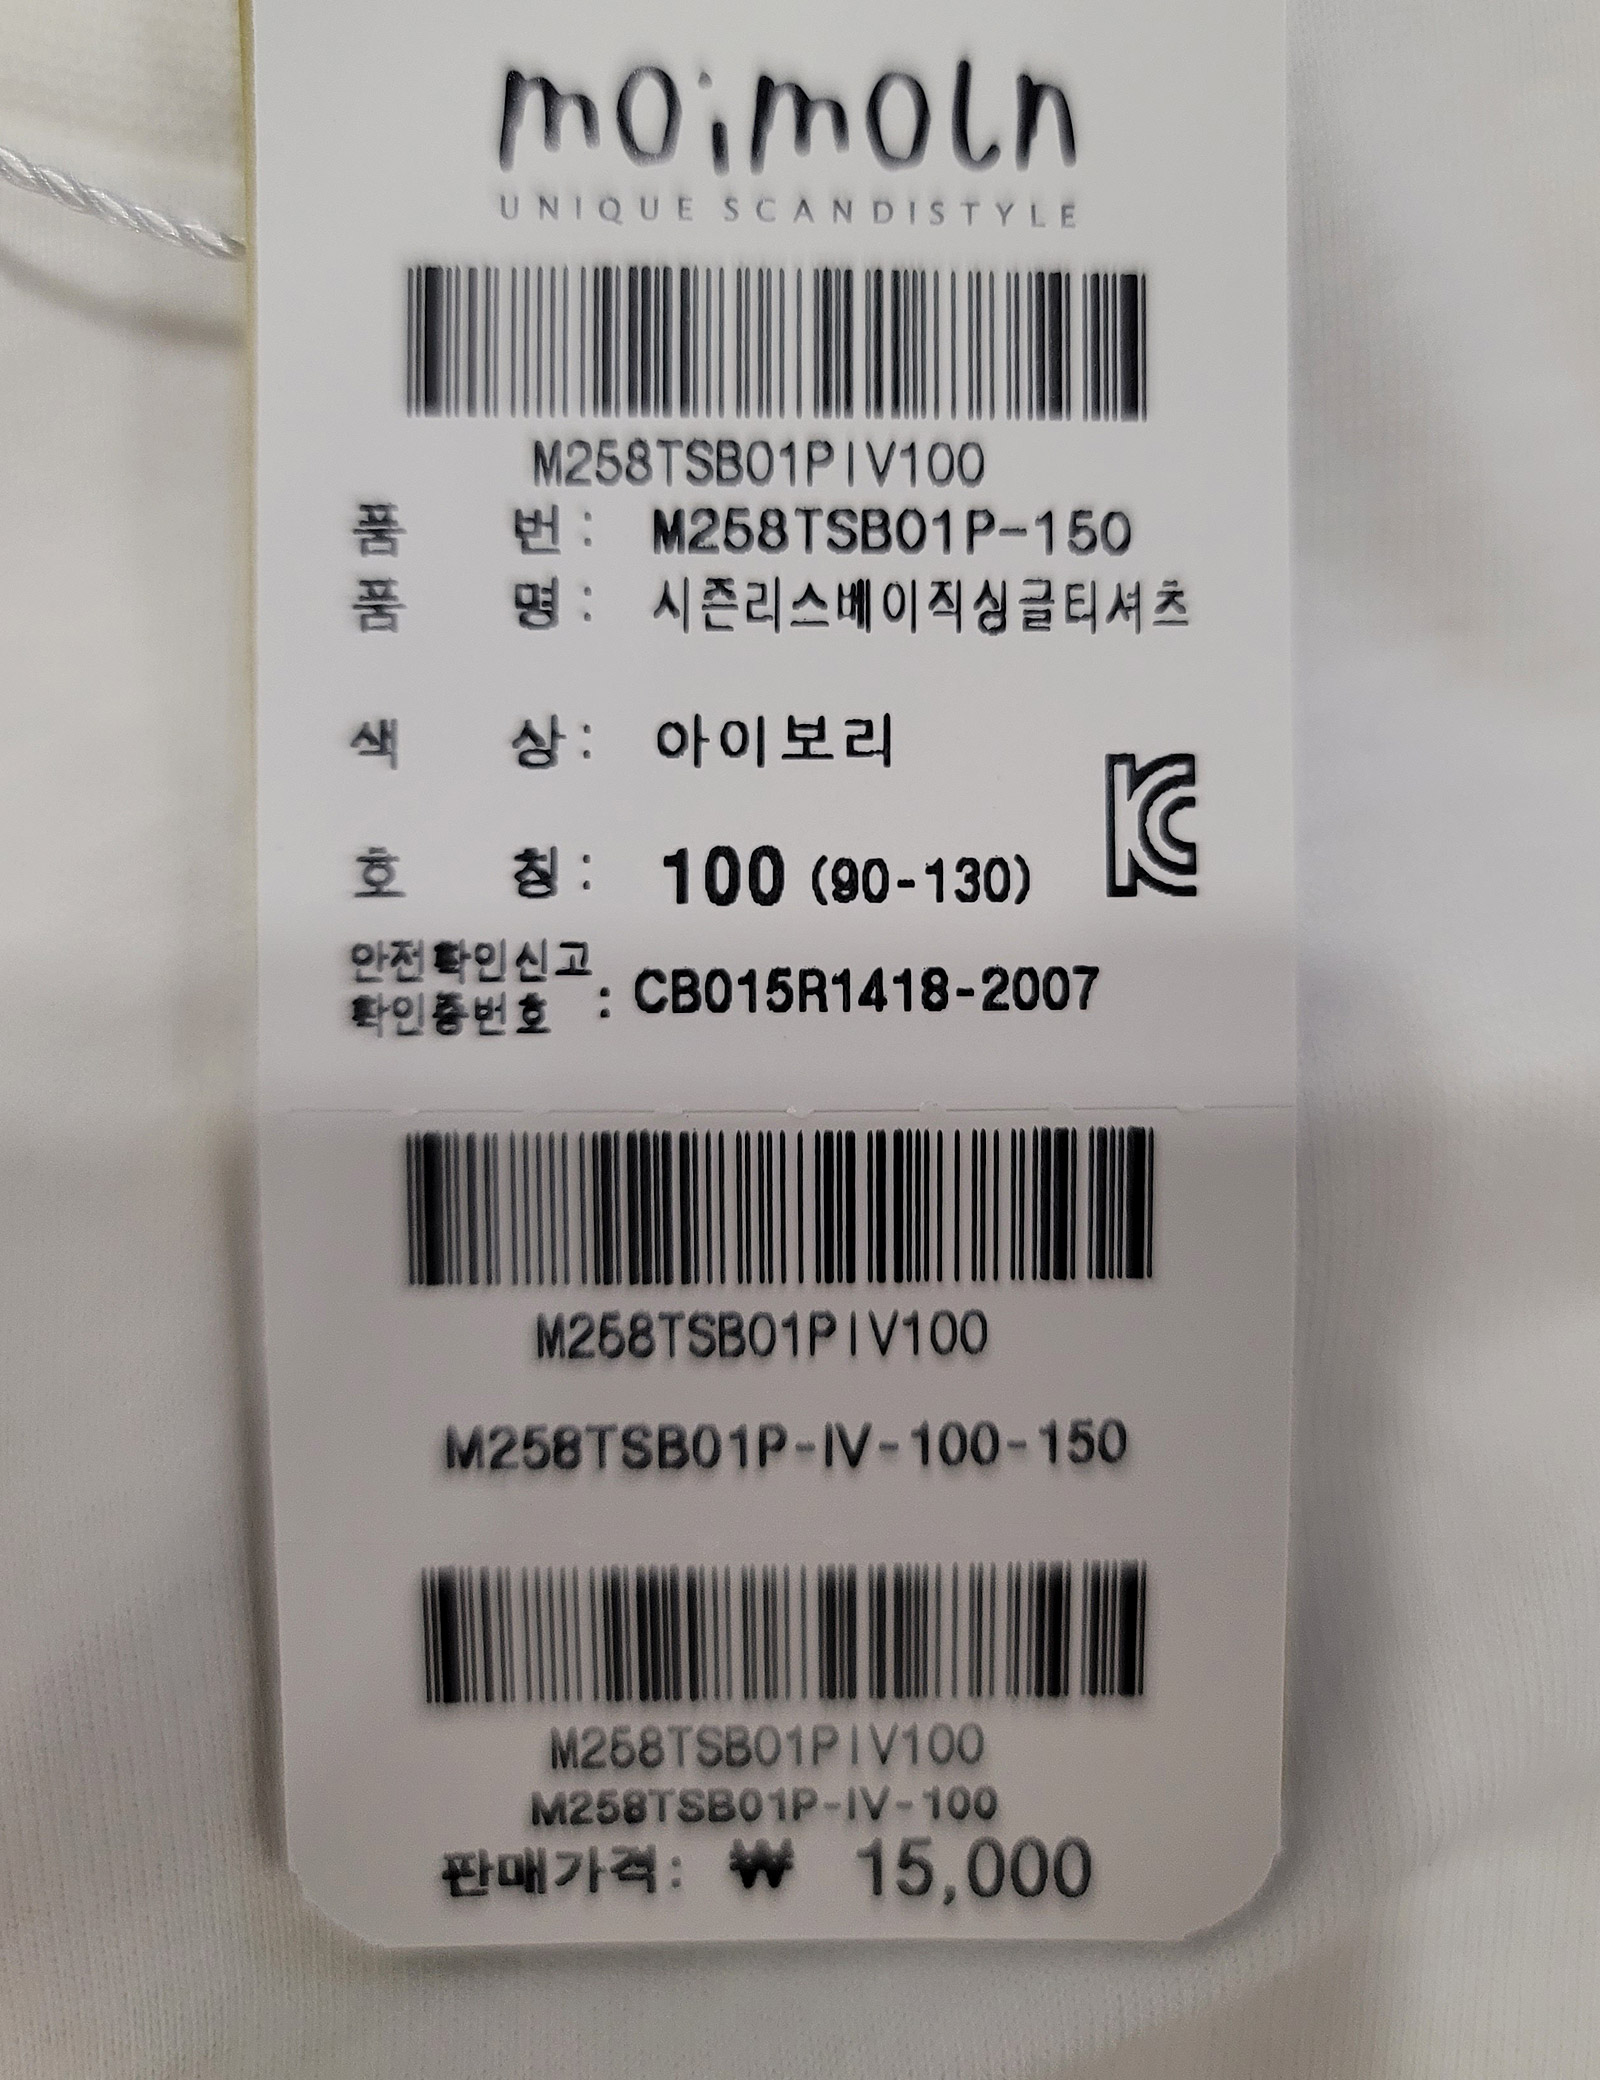 moimoln
UNIQUE SCANDISTYLE
M258TSB01PIV100
품 번 : M258TSB01P-150
품 명 : 시즌리스베이직싱글티셔츠
색 상 : 아이보리
호 칭 : 100 (90-130)
안전확인신고
확인증번호 : CB015R1418-2007
M258TSB01PIV100
M258TSB01P-IV-100-150
M258TSB01PIV100
M258TSB01P-IV-100
판매가격: ₩ 15,000